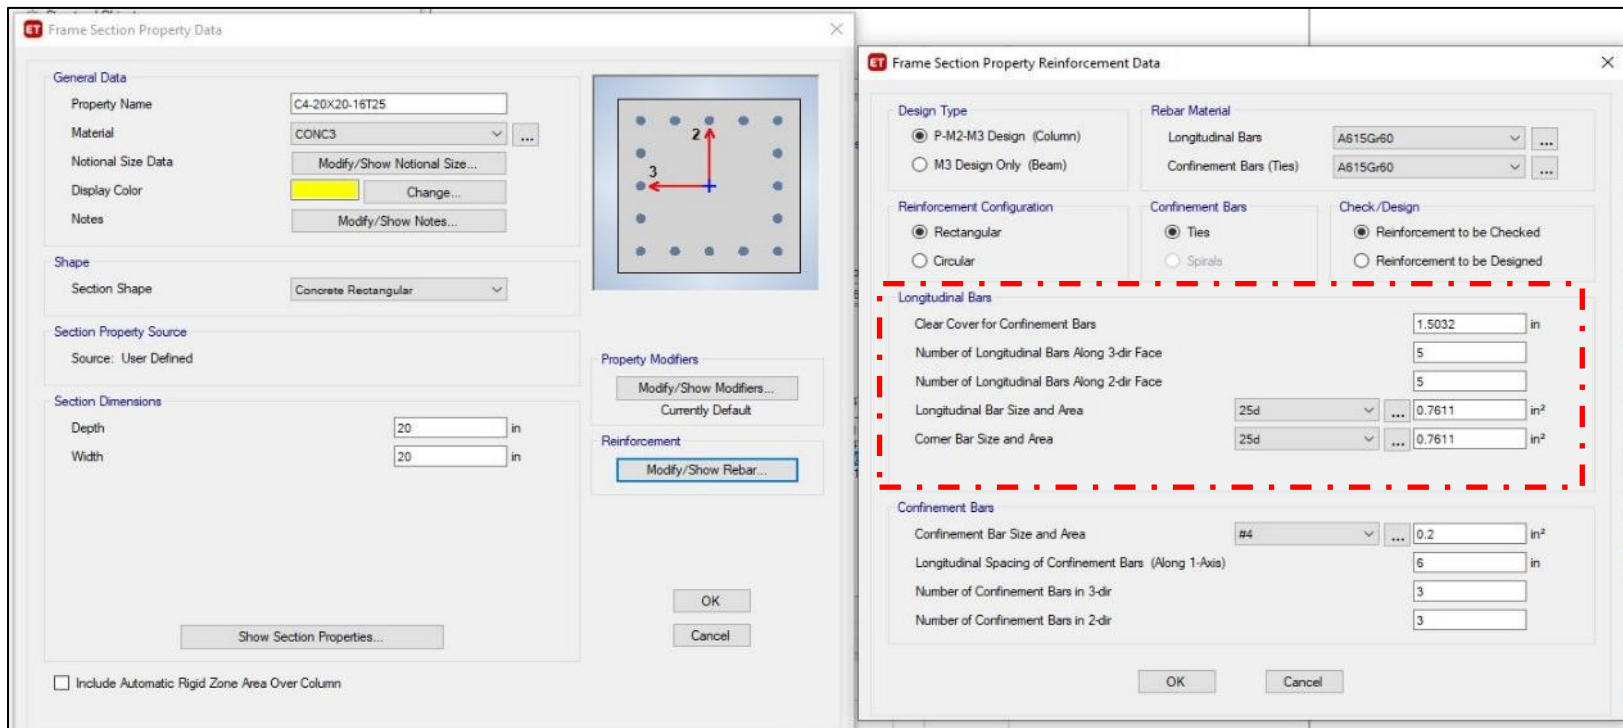 ET Frame Section Property Data
General Data
Property Name C4-20X20-16T25
Material CONC3 ...
Notional Size Data Modify/Show Notional Size...
Display Color Change...
Notes Modify/Show Notes...
Shape
Section Shape Concrete Rectangular
Section Property Source
Source: User Defined
Section Dimensions
Depth 20 in
Width 20 in
Show Section Properties...
Include Automatic Rigid Zone Area Over Column
2
3
Property Modifiers
Modify/Show Modifiers...
Currently Default
Reinforcement
Modify/Show Rebar...
OK
Cancel
ET Frame Section Property Reinforcement Data
Design Type
P-M2-M3 Design (Column)
M3 Design Only (Beam)
Rebar Material
Longitudinal Bars A615Gr60 ...
Confinement Bars (Ties) A615Gr60 ...
Reinforcement Configuration
Rectangular
Circular
Confinement Bars
Ties
Spirals
Check/Design
Reinforcement to be Checked
Reinforcement to be Designed
Longitudinal Bars
Clear Cover for Confinement Bars 1.5032 in
Number of Longitudinal Bars Along 3-dir Face 5
Number of Longitudinal Bars Along 2-dir Face 5
Longitudinal Bar Size and Area 25d ... 0.7611 in²
Corner Bar Size and Area 25d ... 0.7611 in²
Confinement Bars
Confinement Bar Size and Area #4 ... 0.2 in²
Longitudinal Spacing of Confinement Bars (Along 1-Axis) 6 in
Number of Confinement Bars in 3-dir 3
Number of Confinement Bars in 2-dir 3
OK Cancel